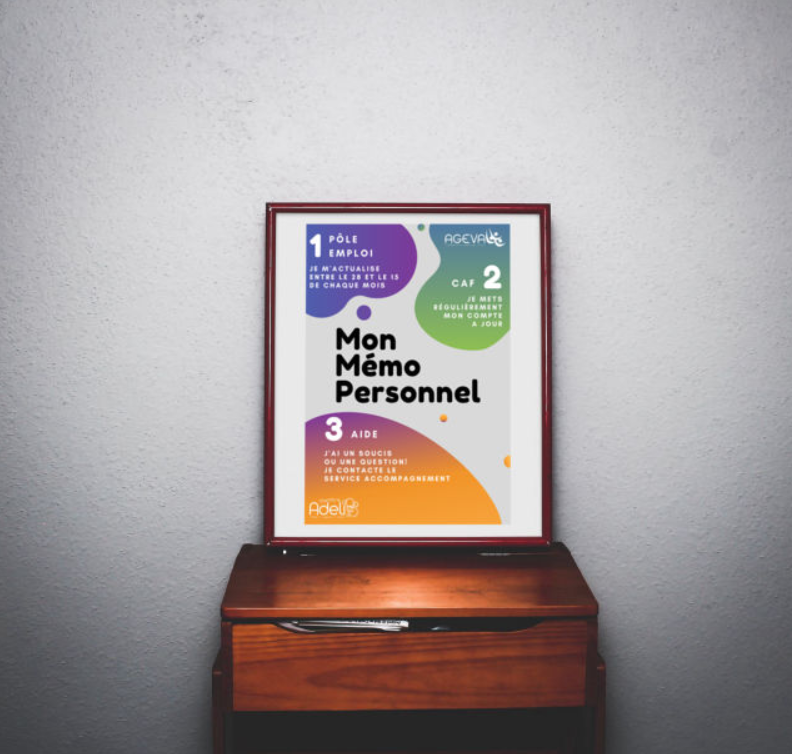 1 PÔLE
EMPLOI
JE M'ACTUALISE
ENTRE LE 28 ET LE 15
DE CHAQUE MOIS
AGEVAL
CAF 2
JE METS
RÉGULIÈREMENT
MON COMPTE
A JOUR
Mon
Mémo
Personnel
3 AIDE
J'AI UN SOUCIS
OU UNE QUESTION!
JE CONTACTE LE
SERVICE ACCOMPAGNEMENT
Adeli